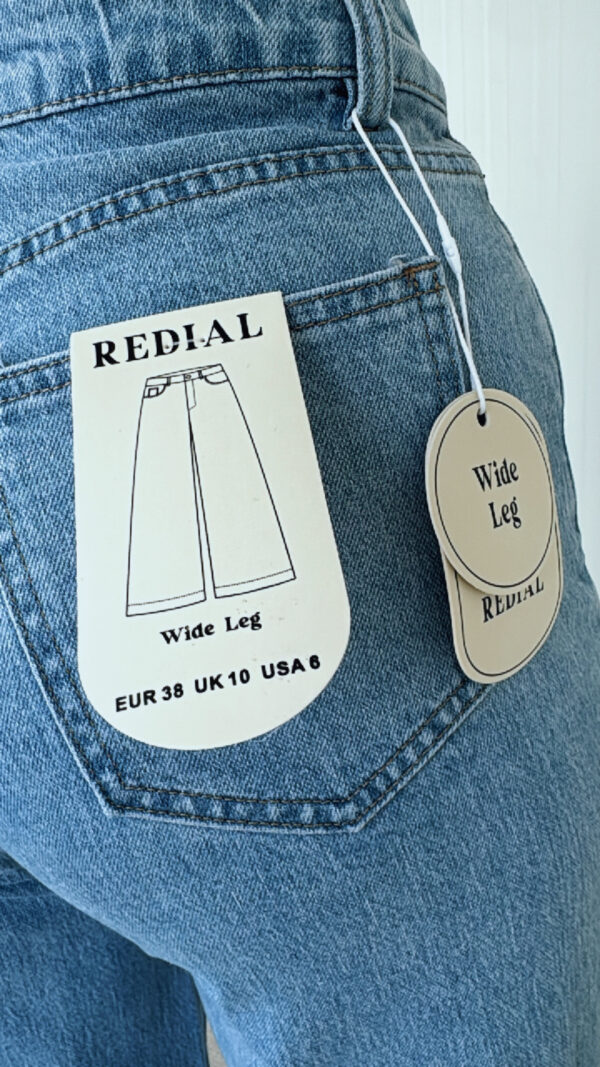 REDIAL
Wide Leg
EUR 38 UK 10 USA 6
Wide
Leg
REDIAL